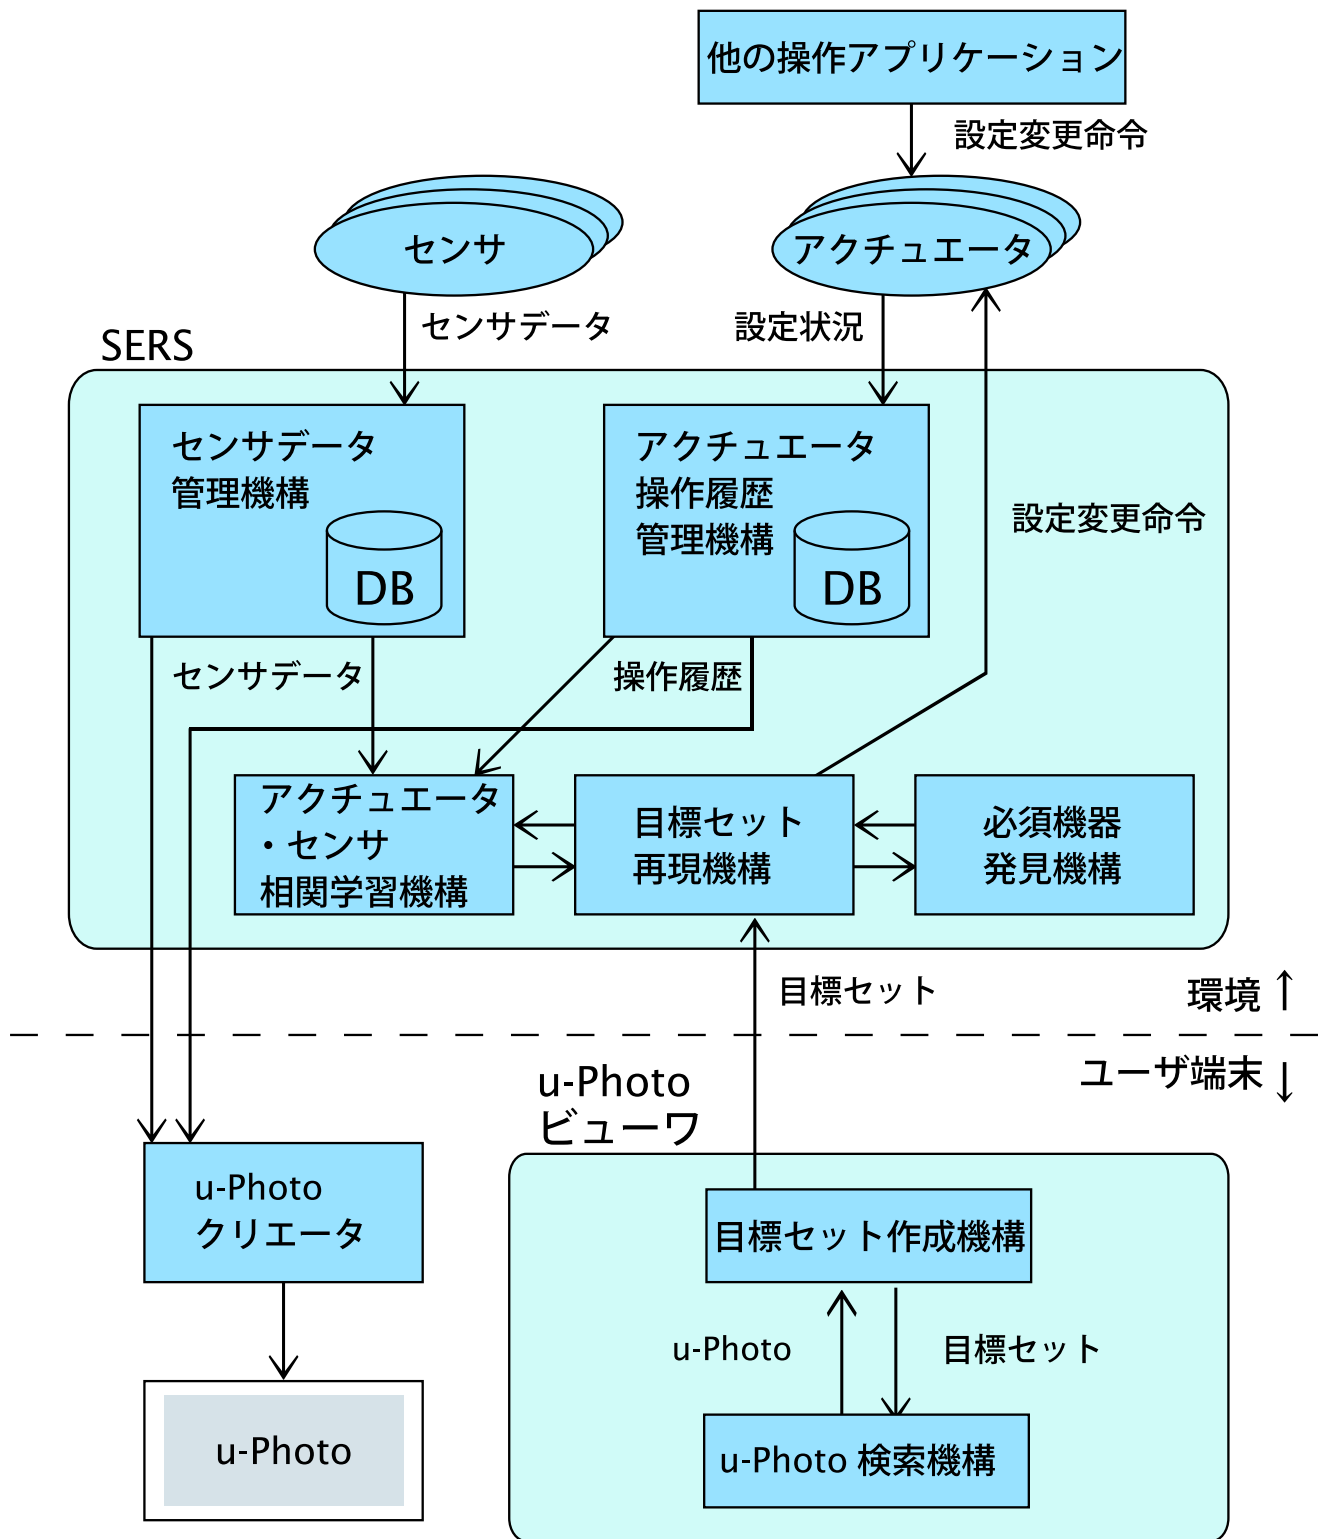 他の操作アプリケーション
設定変更命令
センサ
アクチュエータ
センサデータ
設定状況
SERS
センサデータ
管理機構
DB
アクチュエータ
操作履歴
管理機構
DB
設定変更命令
センサデータ
操作履歴
アクチュエータ
・センサ
相関学習機構
目標セット
再現機構
必須機器
発見機構
目標セット
環境↑
ユーザ端末↓
u-Photo
ビューワ
u-Photo
クリエータ
目標セット作成機構
u-Photo
目標セット
u-Photo
u-Photo 検索機構